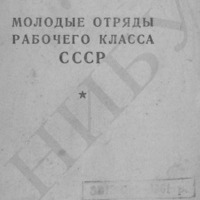 МОЛОДЫЕ ОТРЯДЫ
РАБОЧЕГО КЛАССА
СССР
*